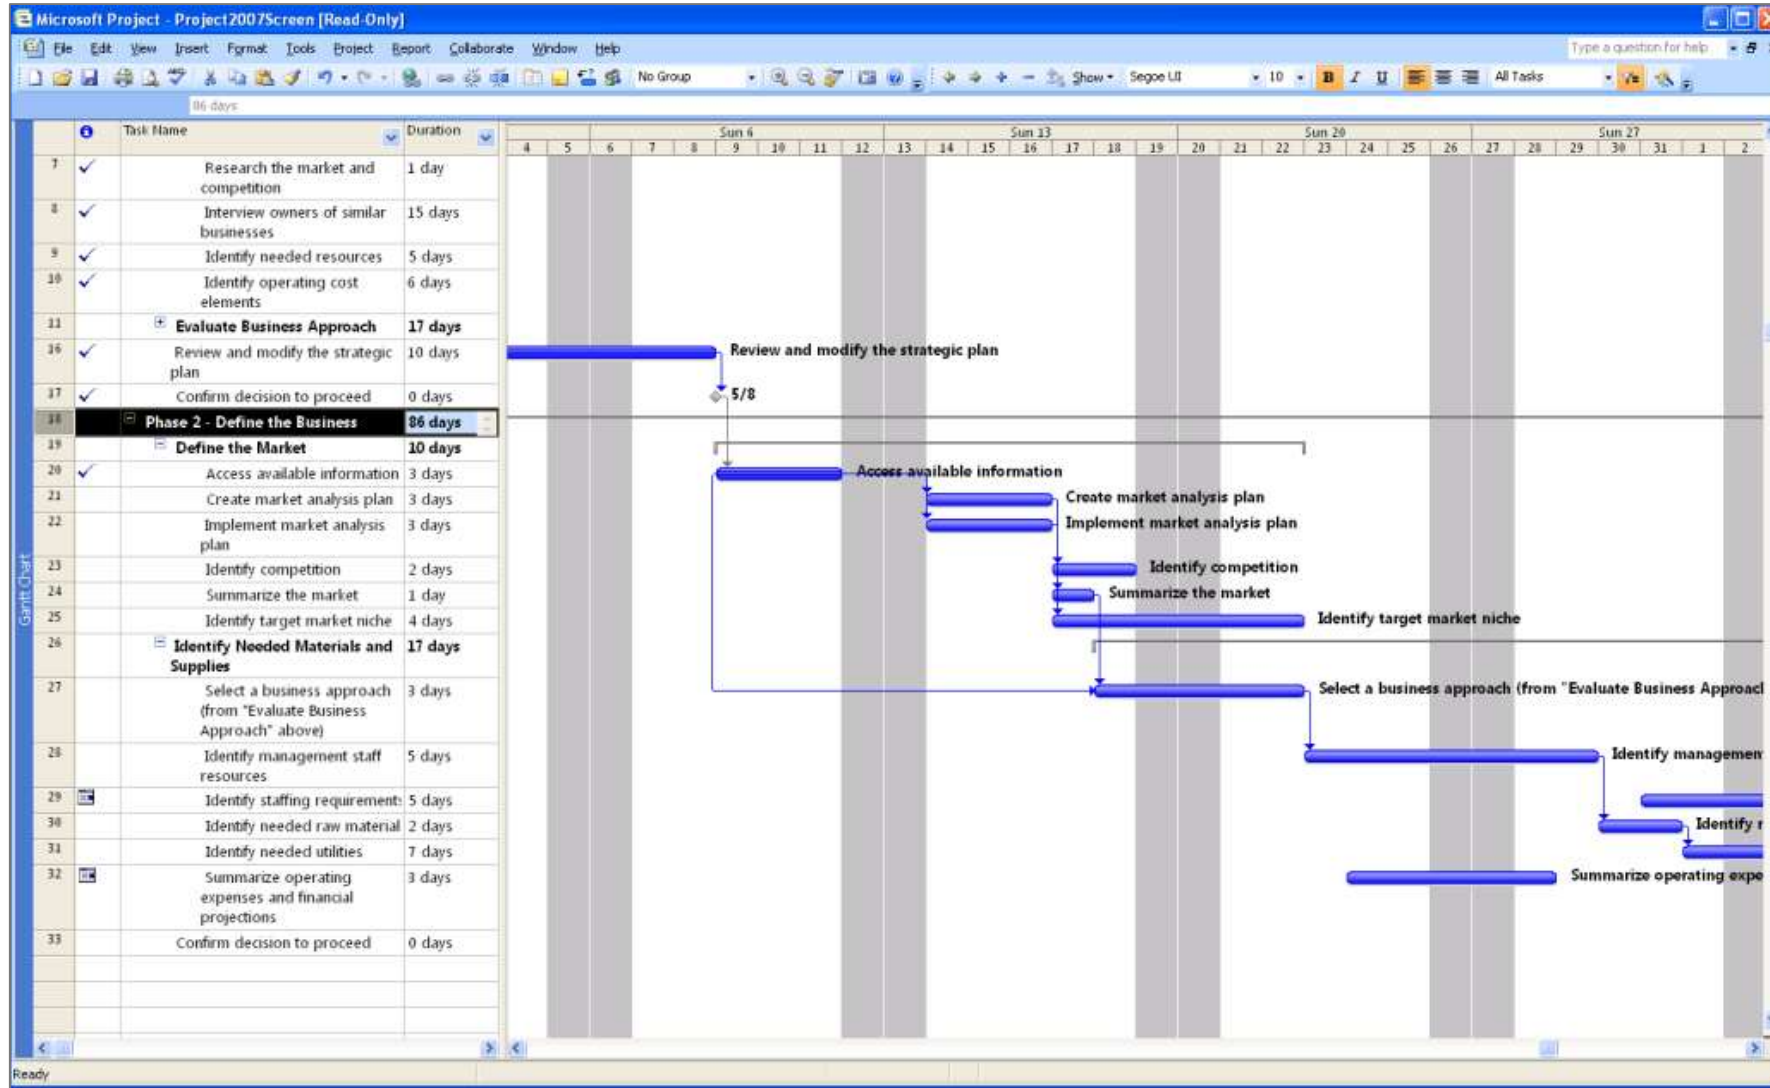 Microsoft Project - Project2007Screen [Read-Only]
File Edit View Insert Format Tools Project Report Collaborate Window Help Type a question for help
No Group Show Segoe UI 10 B I U All Tasks
86 days
Task Name Duration Sun 6 Sun 13 Sun 20 Sun 27
4 5 6 7 8 9 10 11 12 13 14 15 16 17 18 19 20 21 22 23 24 25 26 27 28 29 30 31 1 2
7 Research the market and 1 day
competition
8 Interview owners of similar 15 days
businesses
9 Identify needed resources 5 days
10 Identify operating cost 6 days
elements
11 Evaluate Business Approach 17 days
16 Review and modify the strategic 10 days Review and modify the strategic plan
plan
17 Confirm decision to proceed 0 days 5/8
18 Phase 2 - Define the Business 86 days
19 Define the Market 10 days
20 Access available information 3 days Access available information
21 Create market analysis plan 3 days Create market analysis plan
22 Implement market analysis 3 days Implement market analysis plan
plan
23 Identify competition 2 days Identify competition
24 Summarize the market 1 day Summarize the market
25 Identify target market niche 4 days Identify target market niche
26 Identify Needed Materials and 17 days
Supplies
27 Select a business approach 3 days Select a business approach (from "Evaluate Business Approacl
(from "Evaluate Business
Approach" above)
28 Identify management staff 5 days Identify managemen
resources
29 Identify staffing requirement: 5 days
30 Identify needed raw material 2 days Identify r
31 Identify needed utilities 7 days
32 Summarize operating 3 days Summarize operating expe
expenses and financial
projections
33 Confirm decision to proceed 0 days
Gantt Chart
Ready